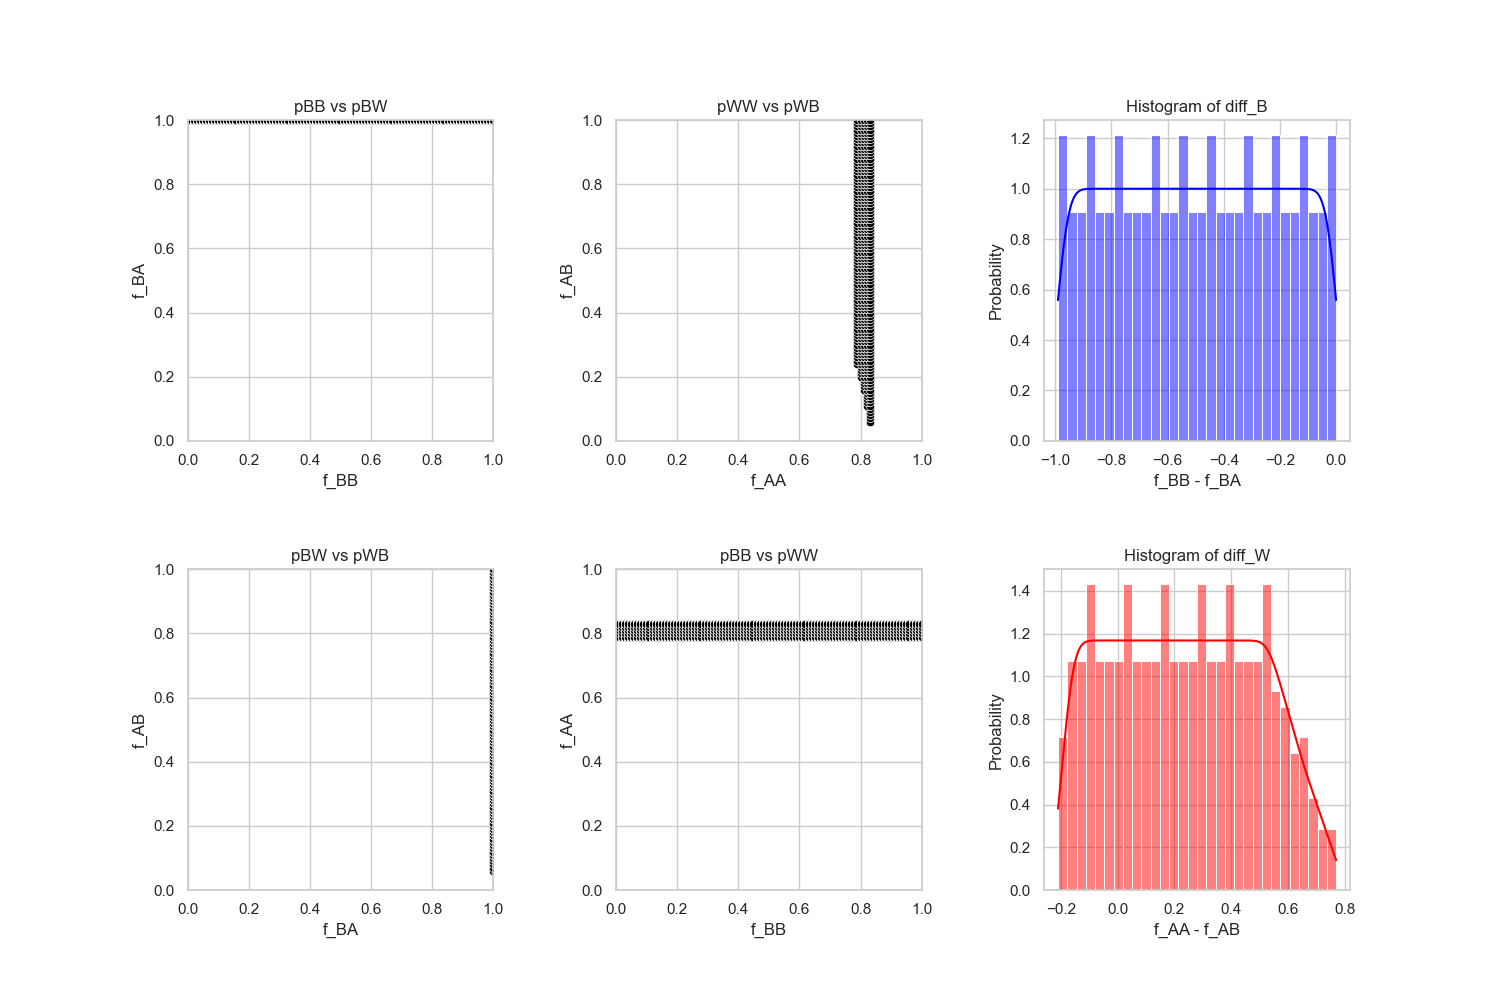 pBB vs pBW
1.0
0.8
0.6
0.4
0.2
0.0
f_BA
0.0 0.2 0.4 0.6 0.8 1.0
f_BB
pWW vs pWB
1.0
0.8
0.6
0.4
0.2
0.0
f_AB
0.0 0.2 0.4 0.6 0.8 1.0
f_AA
Histogram of diff_B
1.2
1.0
0.8
0.6
0.4
0.2
0.0
Probability
−1.0 −0.8 −0.6 −0.4 −0.2 0.0
f_BB - f_BA
pBW vs pWB
1.0
0.8
0.6
0.4
0.2
0.0
f_AB
0.0 0.2 0.4 0.6 0.8 1.0
f_BA
pBB vs pWW
1.0
0.8
0.6
0.4
0.2
0.0
f_AA
0.0 0.2 0.4 0.6 0.8 1.0
f_BB
Histogram of diff_W
1.4
1.2
1.0
0.8
0.6
0.4
0.2
0.0
Probability
−0.2 0.0 0.2 0.4 0.6 0.8
f_AA - f_AB